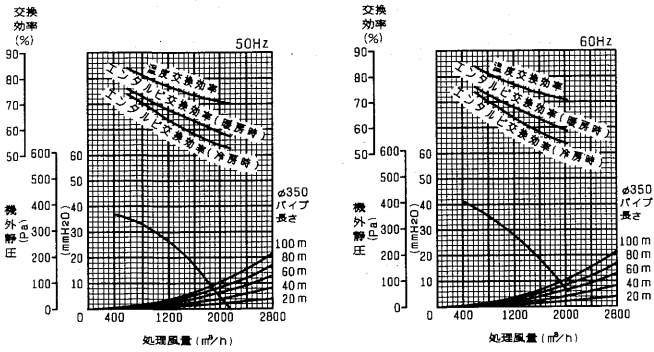 交換
効率
(%)
50Hz
90
80
70
60
50
温度交換効率
エンタルピ交換効率(暖房時)
エンタルピ交換効率(冷房時)
機外静圧
(Pa)
600
500
400
300
200
100
0
(mmH2O)
60
50
40
30
20
10
ø350
パイプ
長さ
100m
80m
60m
40m
20m
0 400 1200 2000 2800
処理風量(m³/h)
交換
効率
(%)
60Hz
90
80
70
60
50
温度交換効率
エンタルピ交換効率(暖房時)
エンタルピ交換効率(冷房時)
機外静圧
(Pa)
600
500
400
300
200
100
0
(mmH2O)
60
50
40
30
20
10
ø350
パイプ
長さ
100m
80m
60m
40m
20m
0 400 1200 2000 2800
処理風量(m³/h)